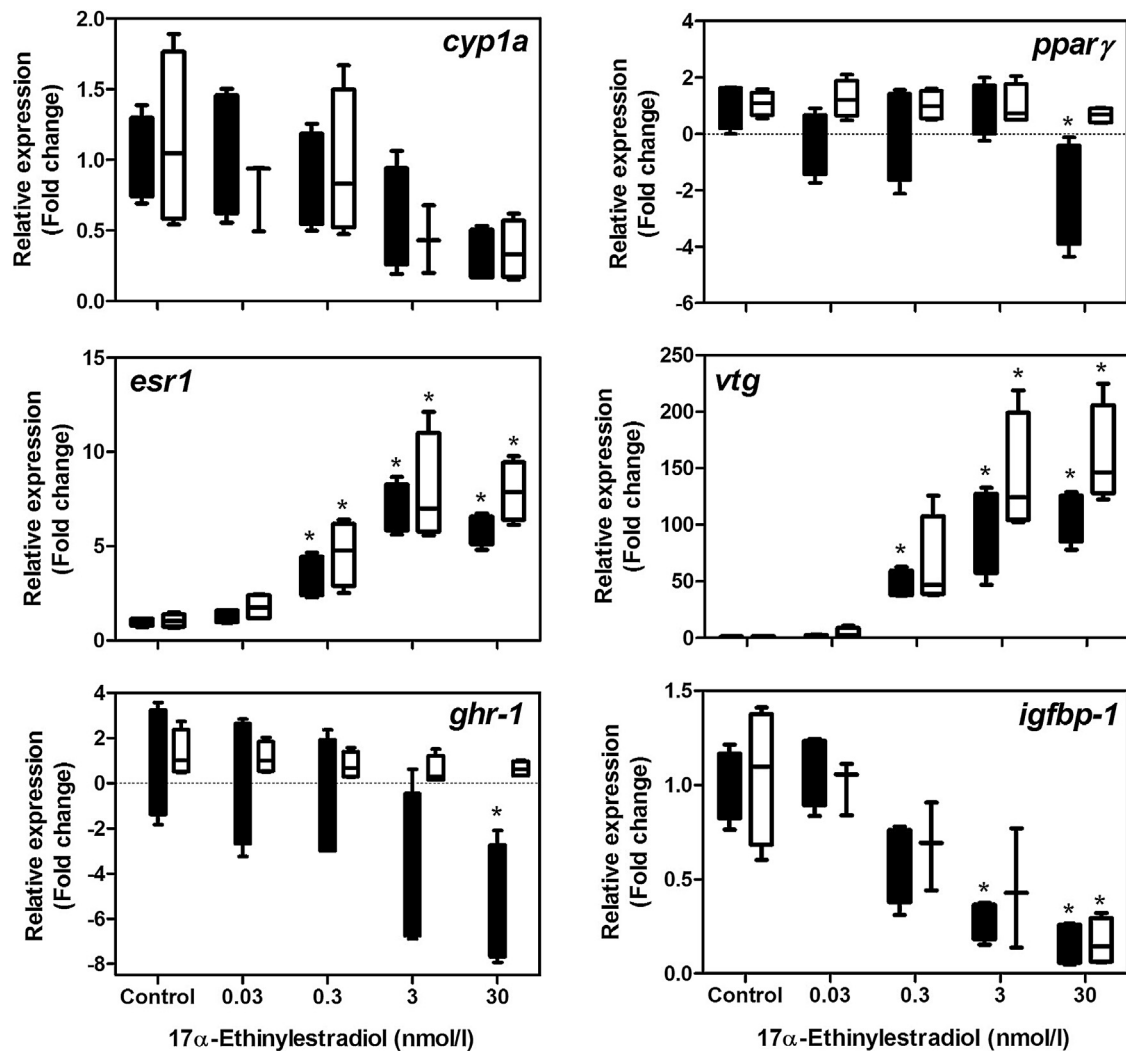 cyp1a
Relative expression
(Fold change)
2.0
1.5
1.0
0.5
0.0
pparγ
Relative expression
(Fold change)
4
2
0
-2
-4
-6
*
esr1
Relative expression
(Fold change)
15
10
5
0
* * * * * *
vtg
Relative expression
(Fold change)
250
200
150
100
50
0
* * * * *
ghr-1
Relative expression
(Fold change)
4
2
0
-2
-4
-6
-8
*
Control 0.03 0.3 3 30
17α-Ethinylestradiol (nmol/l)
igfbp-1
Relative expression
(Fold change)
1.5
1.0
0.5
0.0
* * *
Control 0.03 0.3 3 30
17α-Ethinylestradiol (nmol/l)